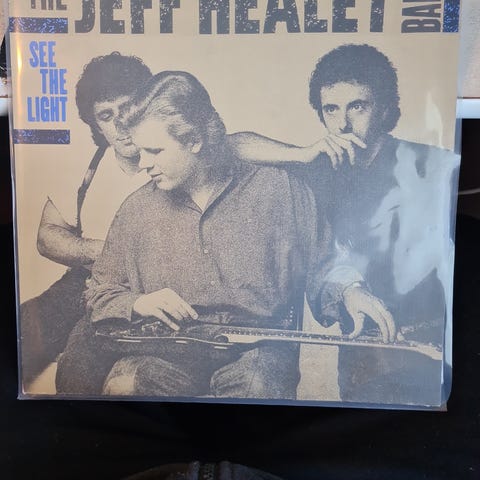 THE JEFF HEALEY BAND
SEE
THE
LIGHT